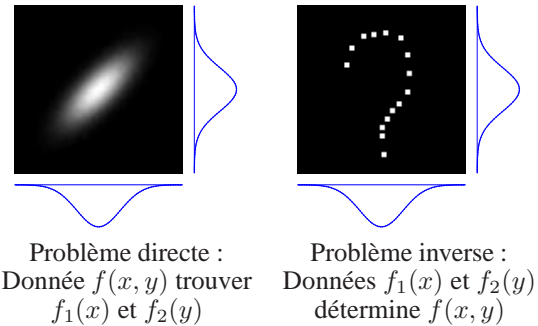 Problème directe :
Donnée f(x, y) trouver
f₁(x) et f₂(y)
Problème inverse :
Données f₁(x) et f₂(y)
détermine f(x, y)